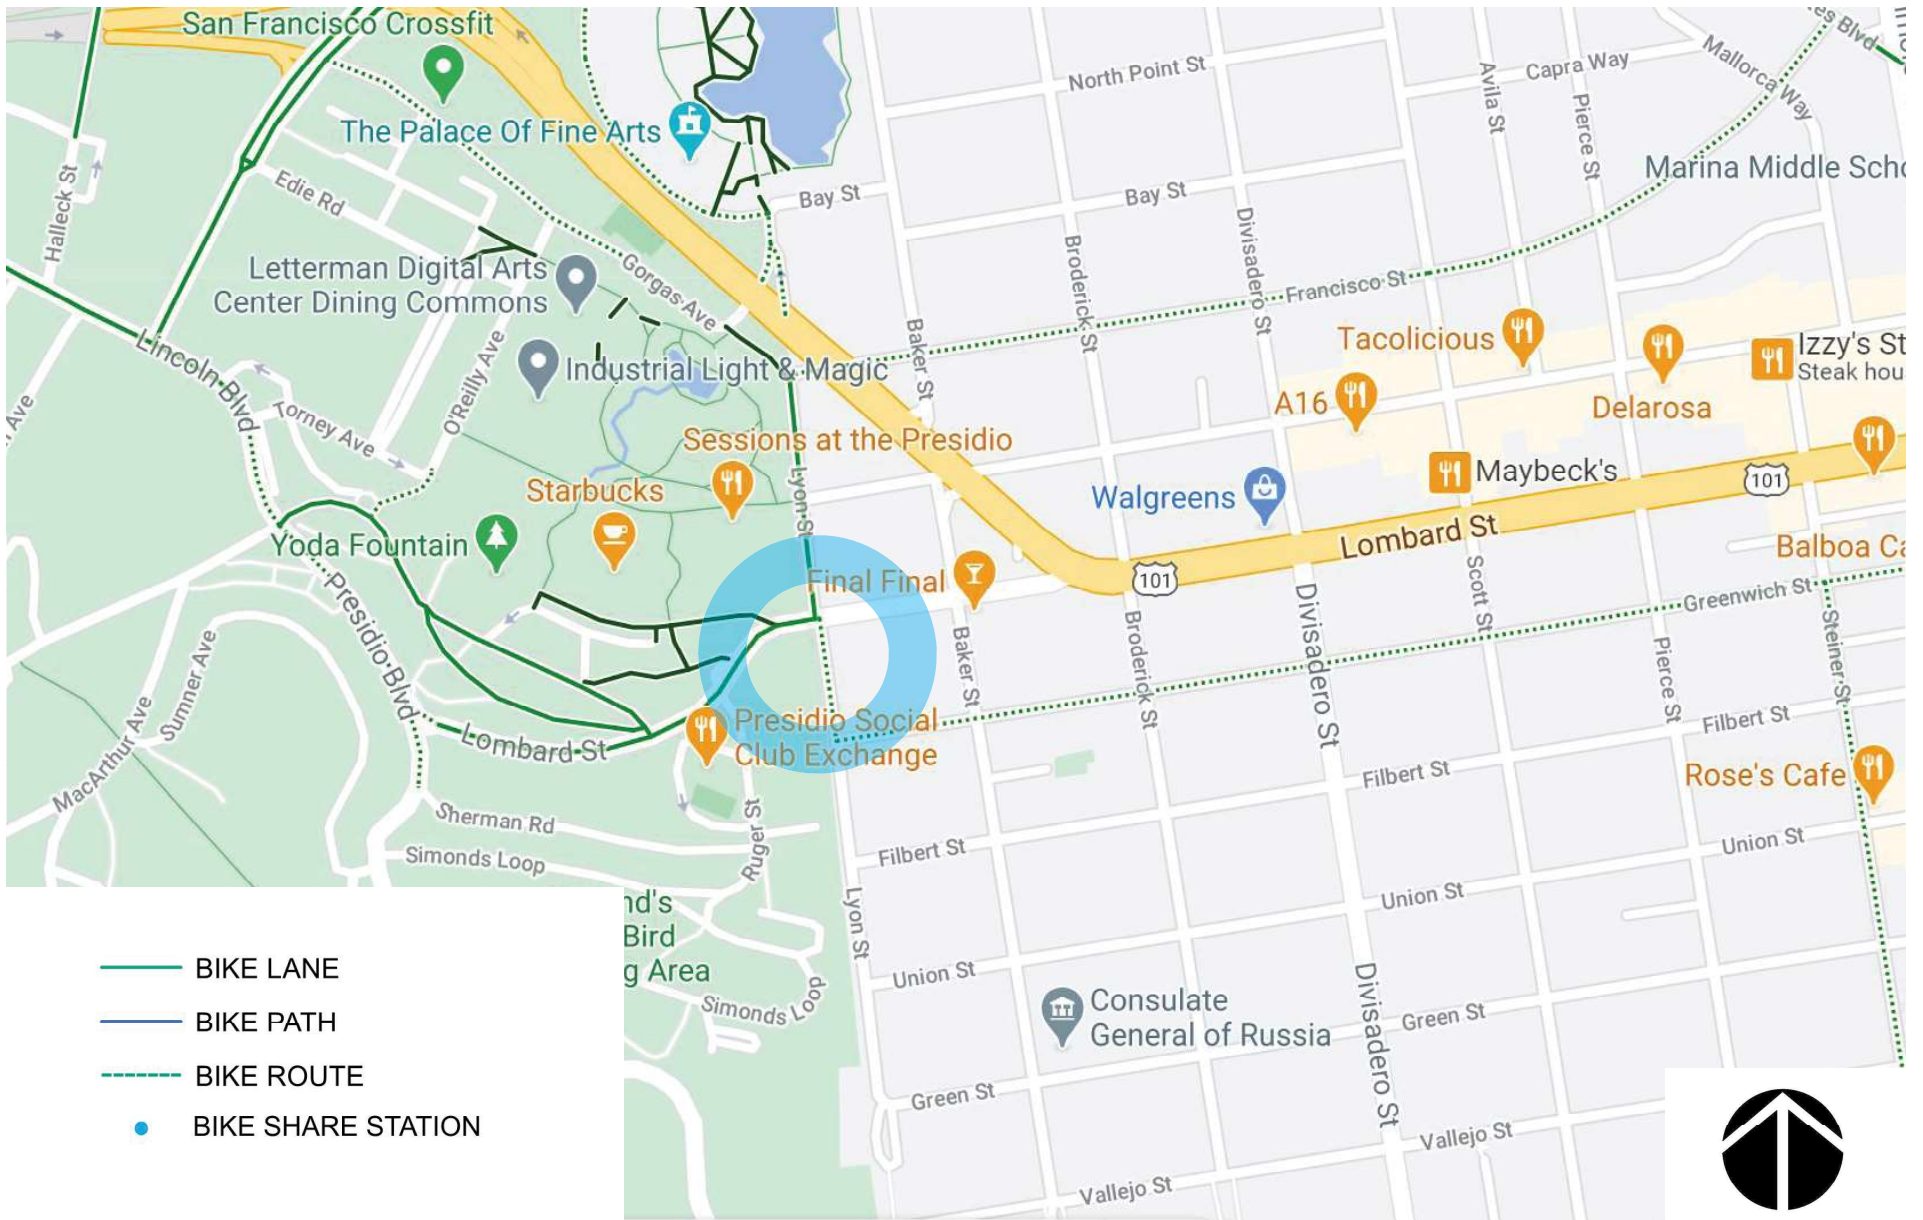 San Francisco Crossfit
North Point St
Capra Way
Avila St
Pierce St
Mallorca Way
es Blvd
The Palace Of Fine Arts
Marina Middle Scho
Halleck St
Edie Rd
Bay St
Bay St
Divisadero St
Broderick St
Letterman Digital Arts
Center Dining Commons
Gorgas Ave
Francisco St
Lincoln Blvd
O'Reilly Ave
Industrial Light & Magic
Baker St
Tacolicious
Izzy's St
Steak hou
A16
Delarosa
Ave
Torney Ave
Sessions at the Presidio
Starbucks
Lyon St
Walgreens
Maybeck's
101
Lombard St
Yoda Fountain
Balboa Ca
Final Final
101
Scott St
Greenwich St
Presidio Blvd
Divisadero St
Broderick St
Baker St
Pierce St
Steiner St
Sumner Ave
MacArthur Ave
Lombard St
Presidio Social
Club Exchange
Filbert St
Filbert St
Rose's Cafe
Sherman Rd
Simonds Loop
Ruger St
Filbert St
Union St
Union St
Lyon St
nd's
Bird
g Area
Union St
Simonds Loop
Consulate
General of Russia
Divisadero St
Green St
Green St
Vallejo St
Vallejo St
BIKE LANE
BIKE PATH
BIKE ROUTE
BIKE SHARE STATION